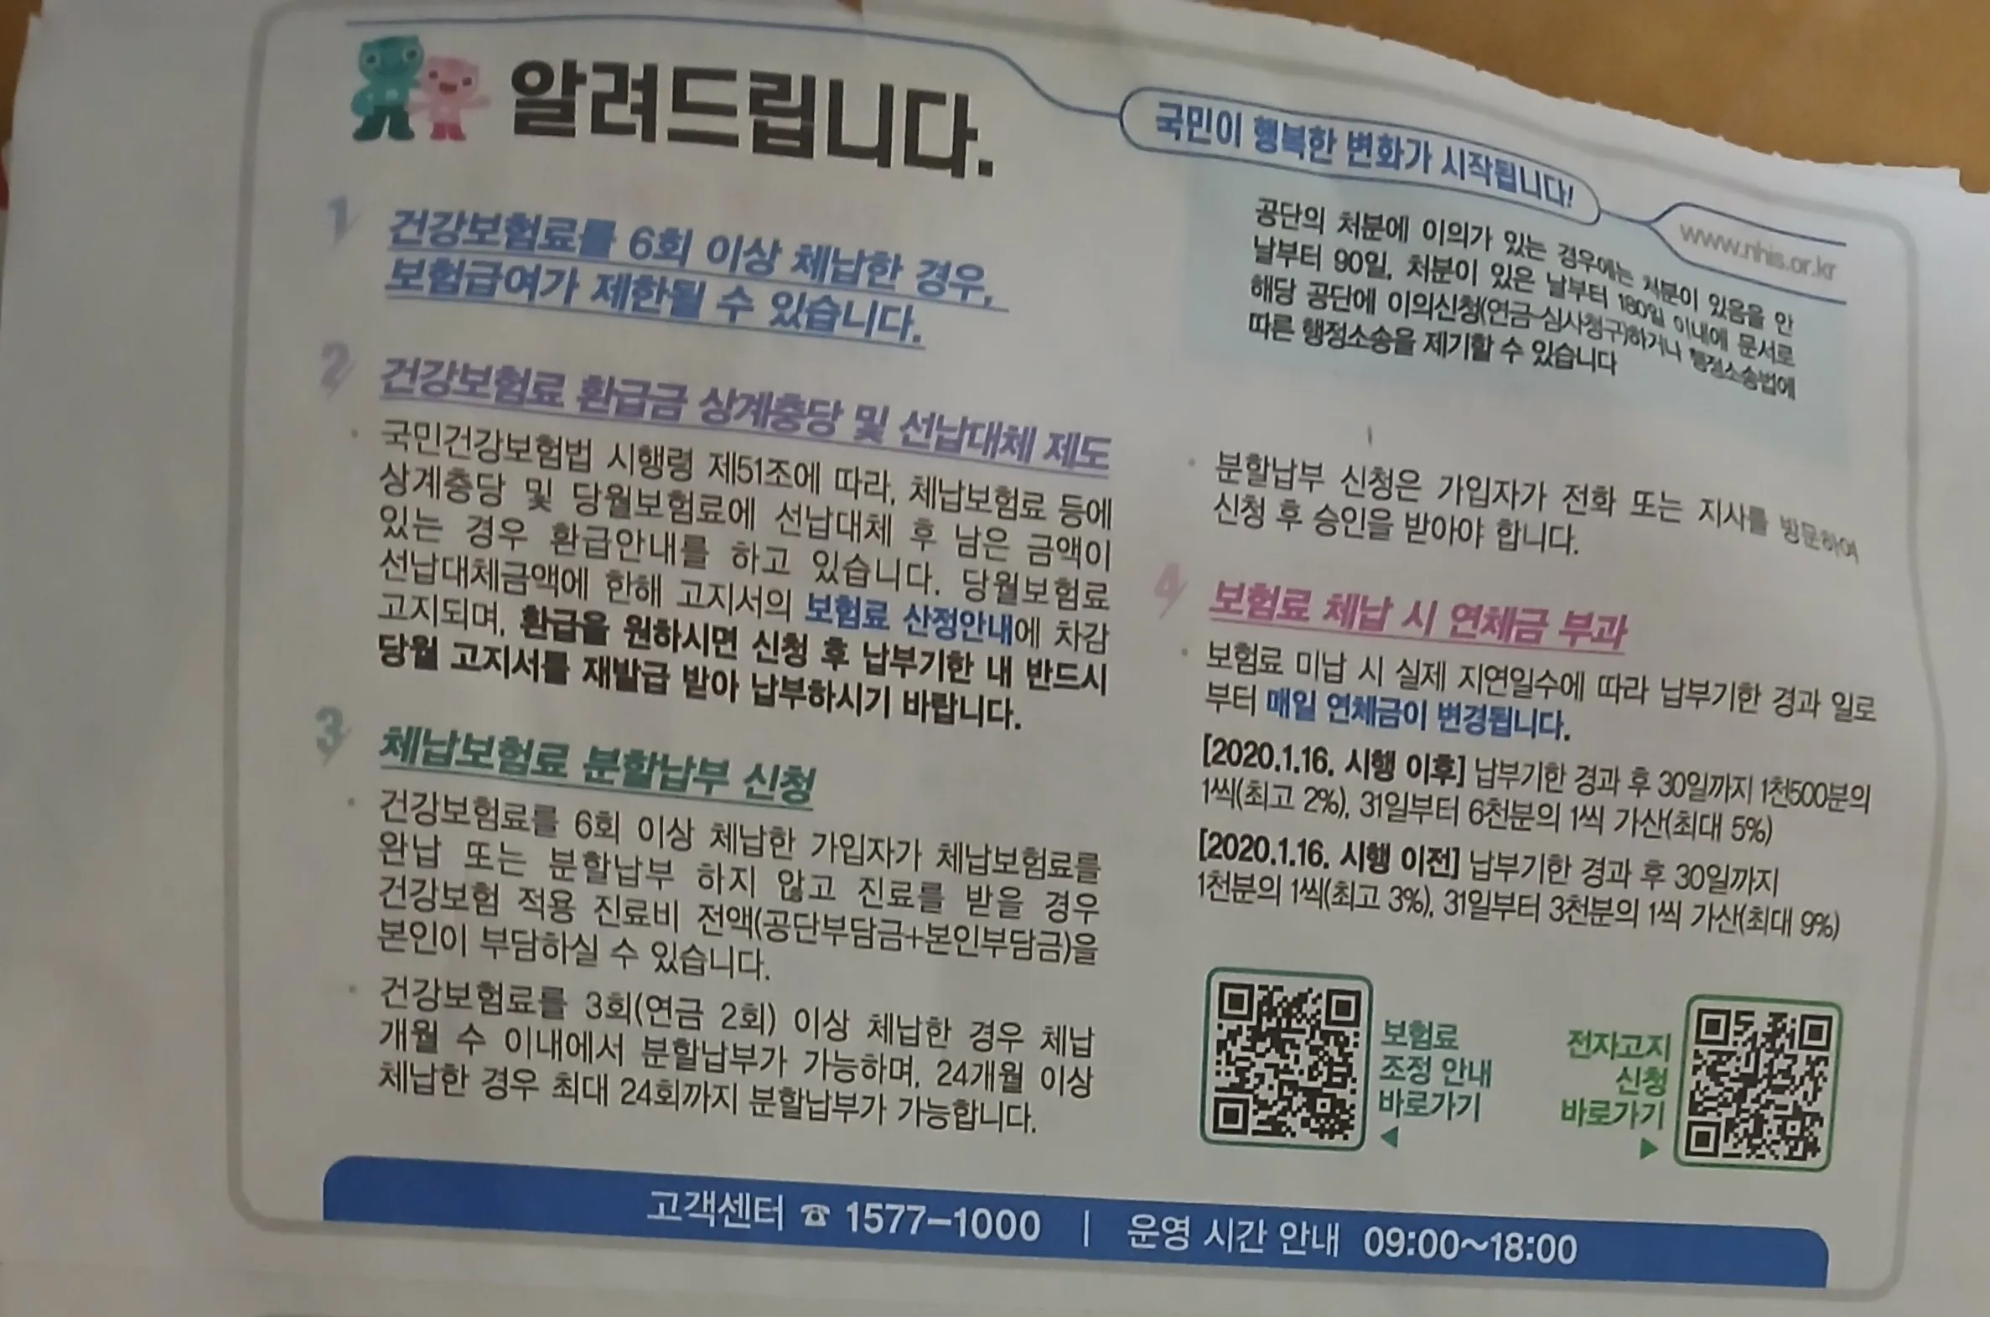 알려드립니다.
국민이 행복한 변화가 시작됩니다!
www.nhis.or.kr
1 건강보험료를 6회 이상 체납한 경우,
보험급여가 제한될 수 있습니다.
2 건강보험료 환급금 상계충당 및 선납대체 제도
· 국민건강보험법 시행령 제51조에 따라, 체납보험료 등에
상계충당 및 당월보험료에 선납대체 후 남은 금액이
있는 경우 환급안내를 하고 있습니다. 당월보험료
선납대체금액에 한해 고지서의 보험료 산정안내에 차감
고지되며, 환급을 원하시면 신청 후 납부기한 내 반드시
당월 고지서를 재발급 받아 납부하시기 바랍니다.
3 체납보험료 분할납부 신청
· 건강보험료를 6회 이상 체납한 가입자가 체납보험료를
완납 또는 분할납부 하지 않고 진료를 받을 경우
건강보험 적용 진료비 전액(공단부담금+본인부담금)을
본인이 부담하실 수 있습니다.
· 건강보험료를 3회(연금 2회) 이상 체납한 경우 체납
개월 수 이내에서 분할납부가 가능하며, 24개월 이상
체납한 경우 최대 24회까지 분할납부가 가능합니다.
공단의 처분에 이의가 있는 경우에는 처분이 있음을 안
날부터 90일, 처분이 있은 날부터 180일 이내에 문서로
해당 공단에 이의신청(연금-심사청구)하거나 행정소송법에
따른 행정소송을 제기할 수 있습니다
· 분할납부 신청은 가입자가 전화 또는 지사를 방문하여
신청 후 승인을 받아야 합니다.
4 보험료 체납 시 연체금 부과
· 보험료 미납 시 실제 지연일수에 따라 납부기한 경과 일로
부터 매일 연체금이 변경됩니다.
[2020.1.16. 시행 이후] 납부기한 경과 후 30일까지 1천500분의
1씩(최고 2%), 31일부터 6천분의 1씩 가산(최대 5%)
[2020.1.16. 시행 이전] 납부기한 경과 후 30일까지
1천분의 1씩(최고 3%), 31일부터 3천분의 1씩 가산(최대 9%)
보험료
조정 안내
바로가기
◀
전자고지
신청
바로가기
▶
고객센터 ☎ 1577-1000 | 운영 시간 안내 09:00~18:00